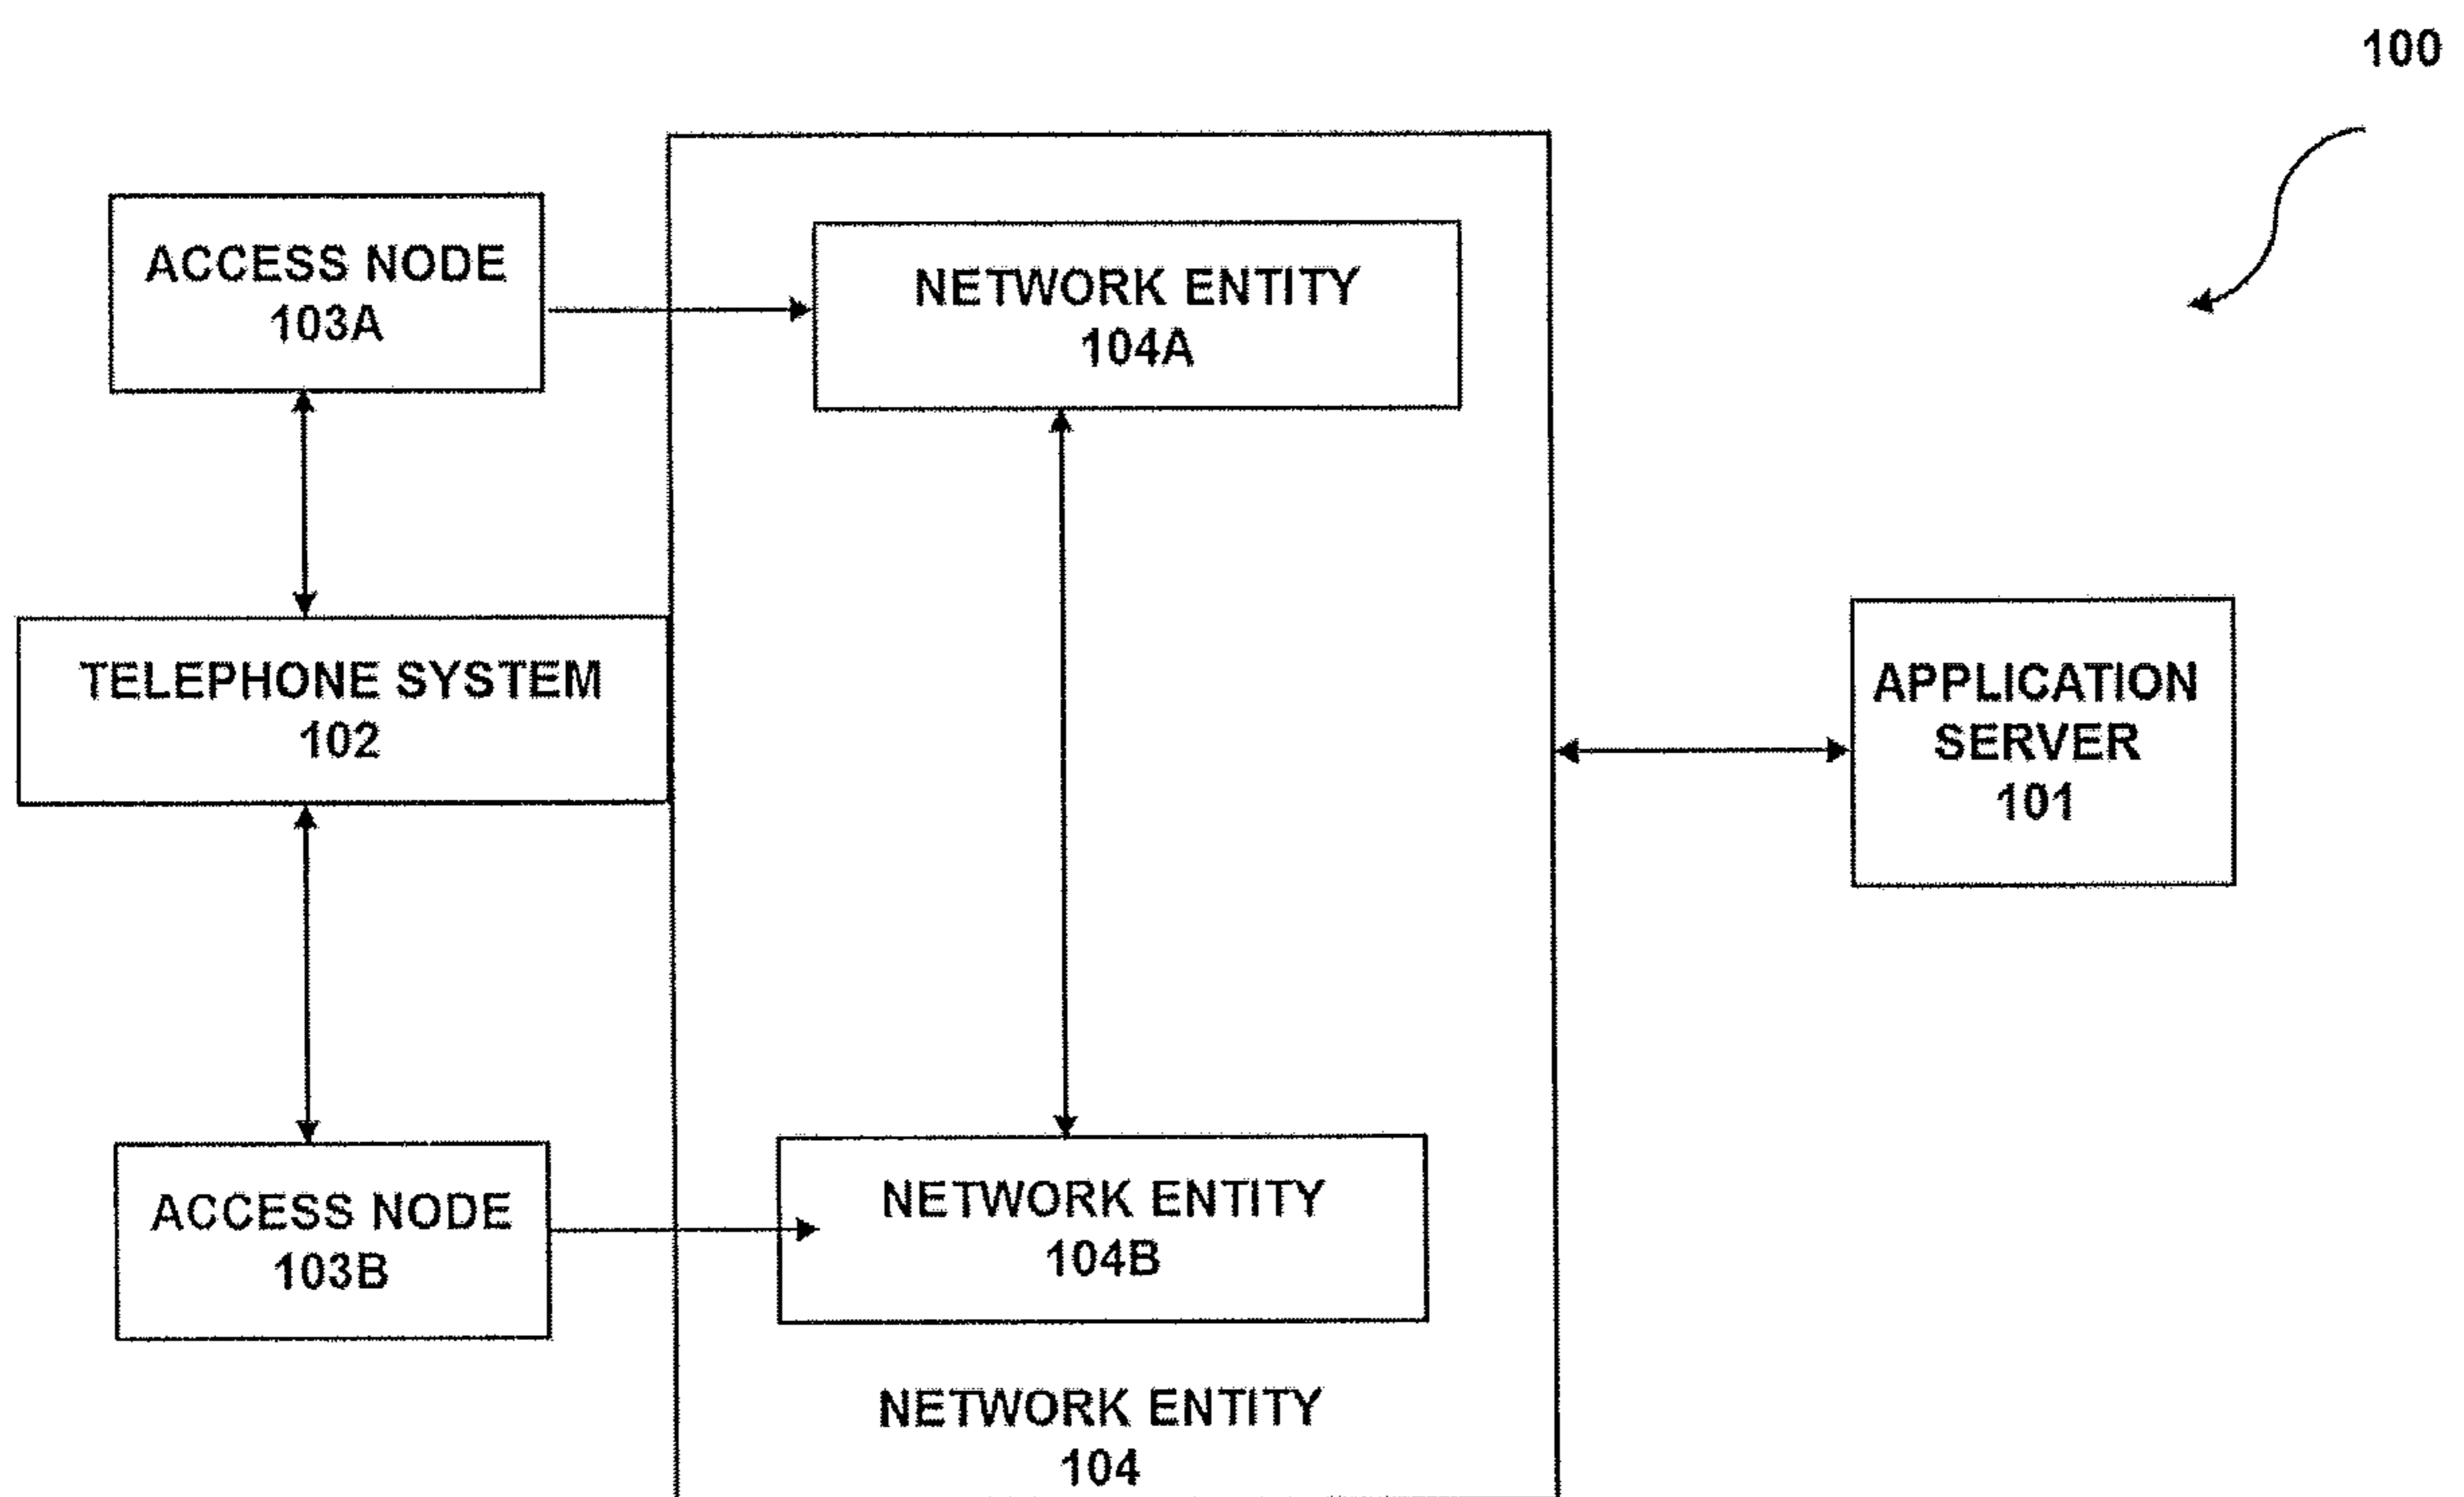 100
ACCESS NODE
103A
NETWORK ENTITY
104A
TELEPHONE SYSTEM
102
APPLICATION
SERVER
101
ACCESS NODE
103B
NETWORK ENTITY
104B
NETWORK ENTITY
104